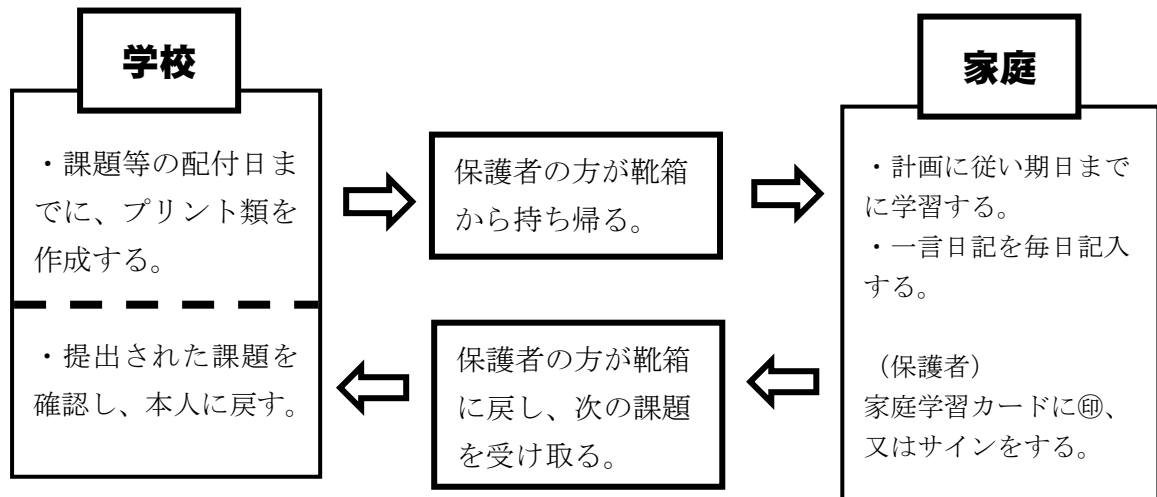 学校
・課題等の配付日ま
でに、プリント類を
作成する。
・提出された課題を
確認し、本人に戻す。
保護者の方が靴箱
から持ち帰る。
保護者の方が靴箱
に戻し、次の課題
を受け取る。
家庭
・計画に従い期日まで
に学習する。
・一言日記を毎日記入
する。
（保護者）
家庭学習カードに㊞、
又はサインをする。